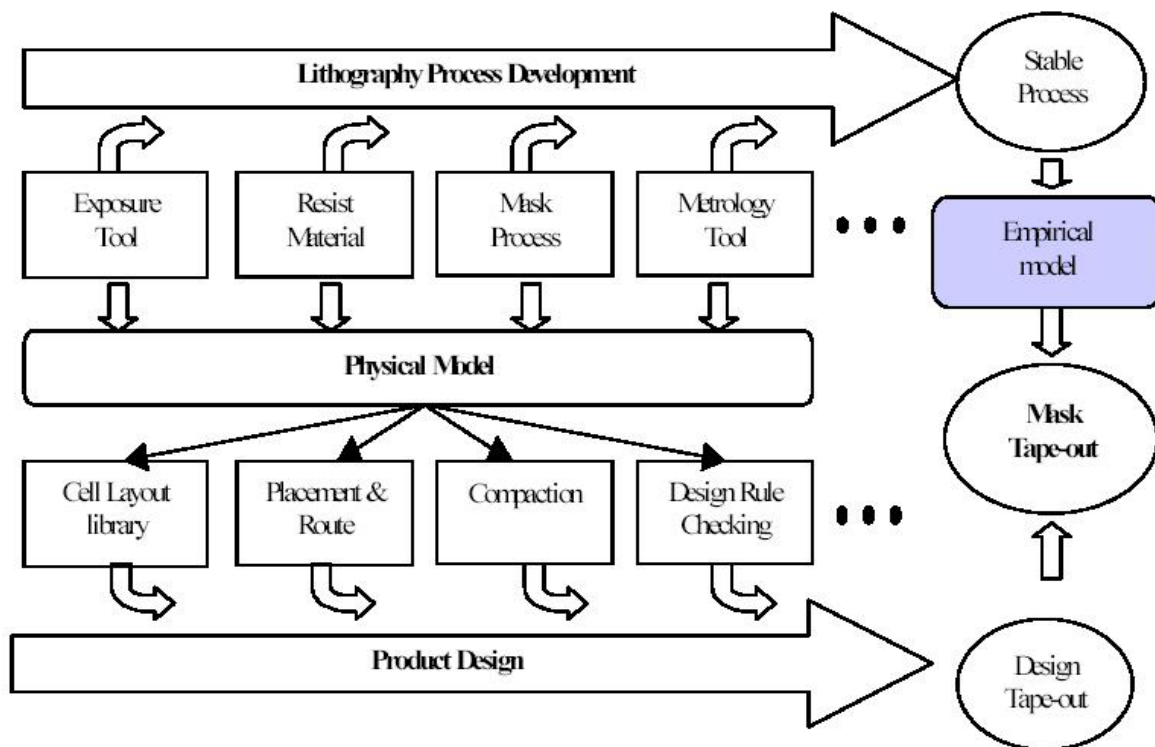 Lithography Process Development
Stable
Process
Exposure
Tool
Resist
Material
Mask
Process
Metrology
Tool
Empirical
model
Physical Model
Mask
Tape-out
Cell Layout
library
Placement &
Route
Compaction
Design Rule
Checking
Product Design
Design
Tape-out